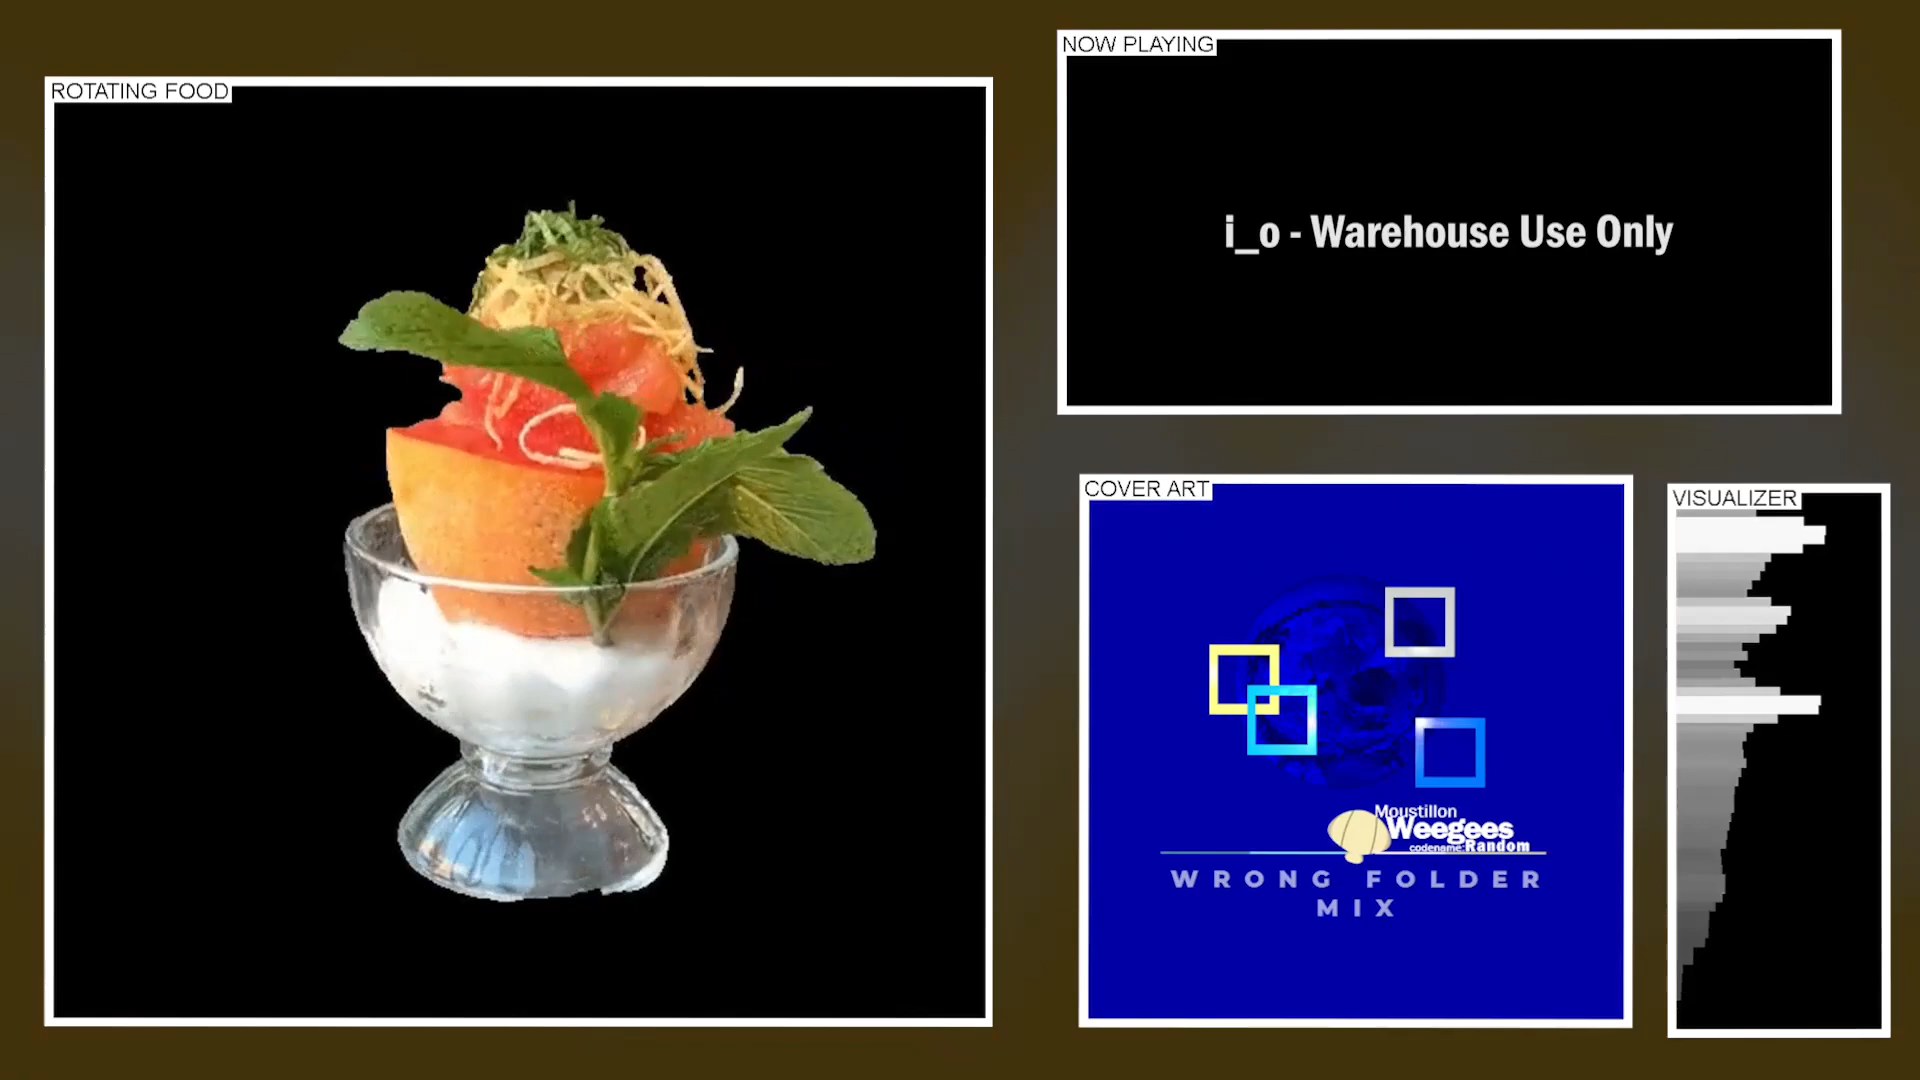 ROTATING FOOD
NOW PLAYING
i_o - Warehouse Use Only
COVER ART
Moustillon
Weegees
codename:Random
WRONG FOLDER
MIX
VISUALIZER